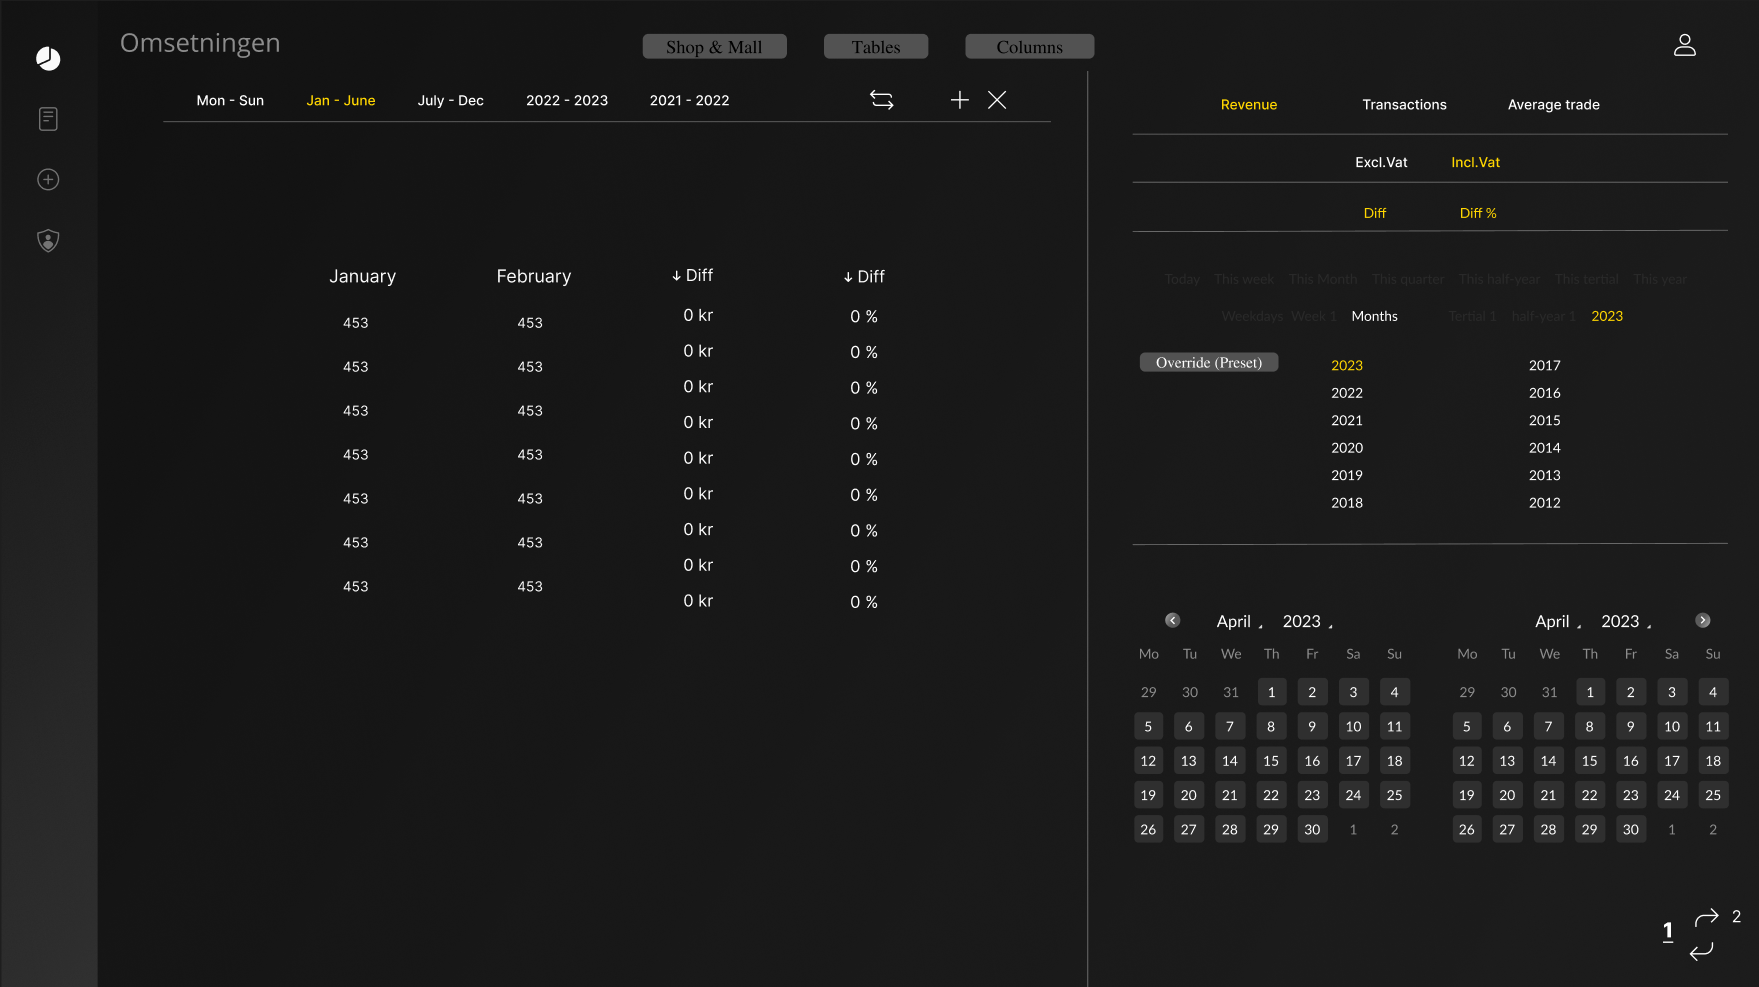 Omsetningen
Shop & Mall Tables Columns
Mon - Sun Jan - June July - Dec 2022 - 2023 2021 - 2022
January February ↓ Diff ↓ Diff
453 453 0 kr 0 %
453 453 0 kr 0 %
453 453 0 kr 0 %
453 453 0 kr 0 %
453 453 0 kr 0 %
453 453 0 kr 0 %
453 453 0 kr 0 %
0 kr 0 %
0 kr 0 %
Revenue Transactions Average trade
Excl.Vat Incl.Vat
Diff Diff %
Today This week This Month This quarter This half-year This tertial This year
Weekdays Week 1 Months Tertial 1 half-year 1 2023
Override (Preset)
2023 2017
2022 2016
2021 2015
2020 2014
2019 2013
2018 2012
April 2023
Mo Tu We Th Fr Sa Su
29 30 31 1 2 3 4
5 6 7 8 9 10 11
12 13 14 15 16 17 18
19 20 21 22 23 24 25
26 27 28 29 30 1 2
April 2023
Mo Tu We Th Fr Sa Su
29 30 31 1 2 3 4
5 6 7 8 9 10 11
12 13 14 15 16 17 18
19 20 21 22 23 24 25
26 27 28 29 30 1 2
1 2